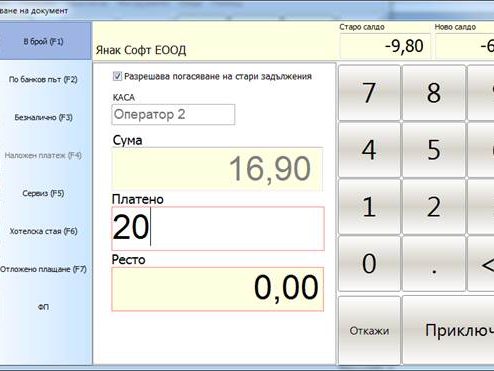 ване на документ
Старо салдо
Ново салдо
В брой (F1)
Янак Софт ЕООД
-9,80
-6
По банков път (F2)
Разрешава погасяване на стари задължения
КАСА
Оператор 2
Безналично (F3)
Сума
16,90
Наложен платеж (F4)
Сервиз (F5)
Платено
20
Хотелска стая (F6)
Ресто
0,00
Отложено плащане (F7)
ФП
7 8
4 5 6
1 2
0 . <
Откажи
Приключ